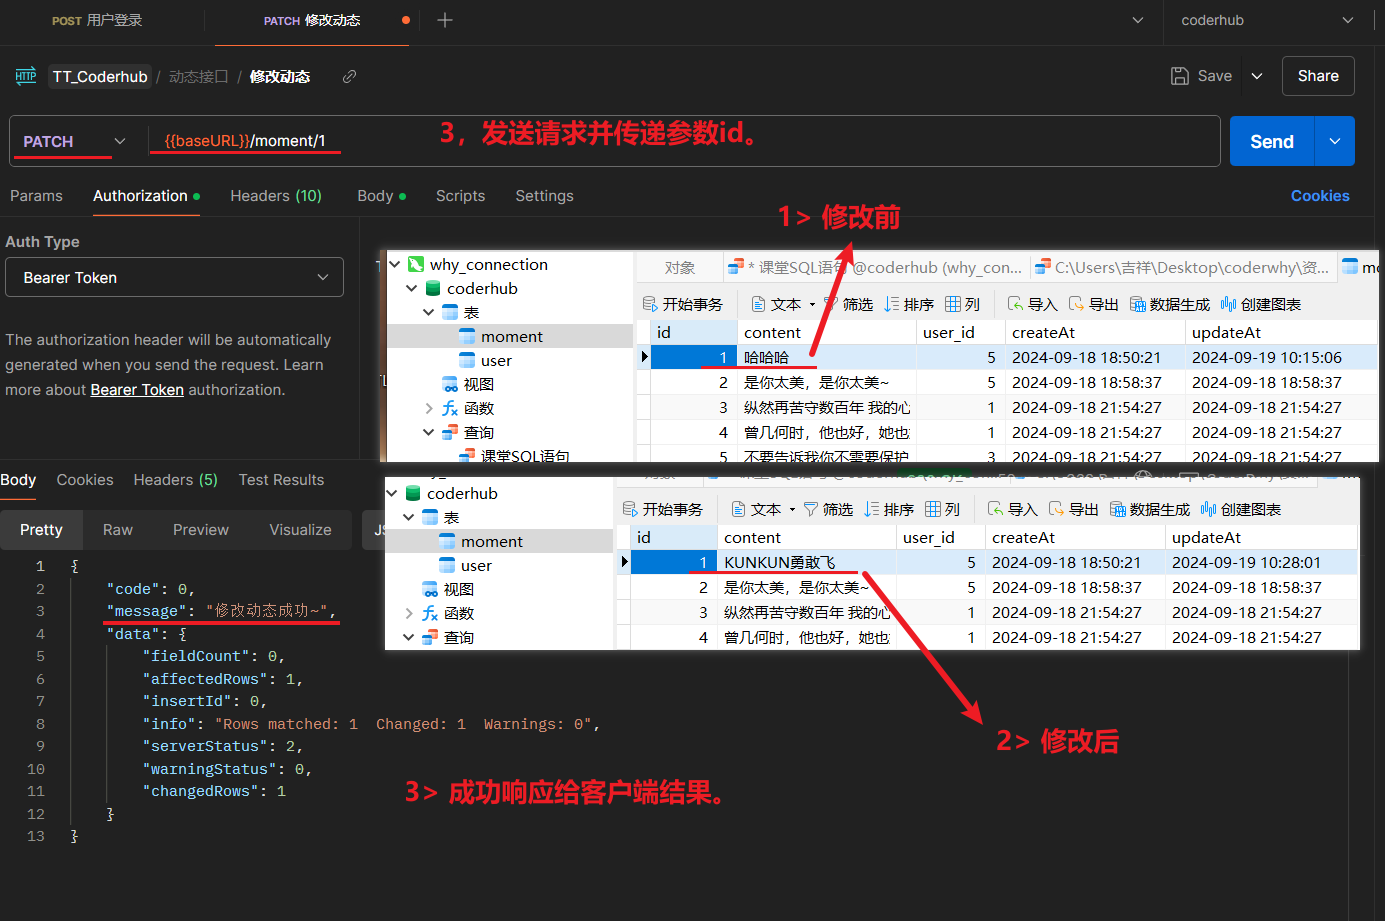 POST 用户登录
PATCH 修改动态
coderhub
HTTP TT_Coderhub / 动态接口 / 修改动态
Save
Share
PATCH
{{baseURL}}/moment/1
3，发送请求并传递参数id。
Send
Params Authorization Headers (10) Body Scripts Settings
Cookies
1> 修改前
Auth Type
Bearer Token
The authorization header will be automatically
generated when you send the request. Learn
more about Bearer Token authorization.
why_connection
coderhub
表
moment
user
视图
函数
查询
课堂SQL语句
对象 * 课堂SQL语句 @coderhub (why_con... C:\Users\吉祥\Desktop\coderwhy\资...
开始事务 文本 筛选 排序 列 导入 导出 数据生成 创建图表
id content user_id createAt updateAt
1 哈哈哈 5 2024-09-18 18:50:21 2024-09-19 10:15:06
2 是你太美，是你太美~ 5 2024-09-18 18:58:37 2024-09-18 18:58:37
3 纵然再苦守数百年 我的心 1 2024-09-18 21:54:27 2024-09-18 21:54:27
4 曾几何时，他也好，她也 1 2024-09-18 21:54:27 2024-09-18 21:54:27
5 不要告诉我你不需要保护 3 2024-09-18 21:54:27 2024-09-18 21:54:27
coderhub
表
moment
user
视图
函数
查询
开始事务 文本 筛选 排序 列 导入 导出 数据生成 创建图表
id content user_id createAt updateAt
1 KUNKUN勇敢飞 5 2024-09-18 18:50:21 2024-09-19 10:28:01
2 是你太美，是你太美~ 5 2024-09-18 18:58:37 2024-09-18 18:58:37
3 纵然再苦守数百年 我的心 1 2024-09-18 21:54:27 2024-09-18 21:54:27
4 曾几何时，他也好，她也 1 2024-09-18 21:54:27 2024-09-18 21:54:27
2> 修改后
Body Cookies Headers (5) Test Results
Pretty Raw Preview Visualize JS
1 {
2 "code": 0,
3 "message": "修改动态成功~",
4 "data": {
5 "fieldCount": 0,
6 "affectedRows": 1,
7 "insertId": 0,
8 "info": "Rows matched: 1  Changed: 1  Warnings: 0",
9 "serverStatus": 2,
10 "warningStatus": 0,
11 "changedRows": 1
12 }
13 }
3> 成功响应给客户端结果。